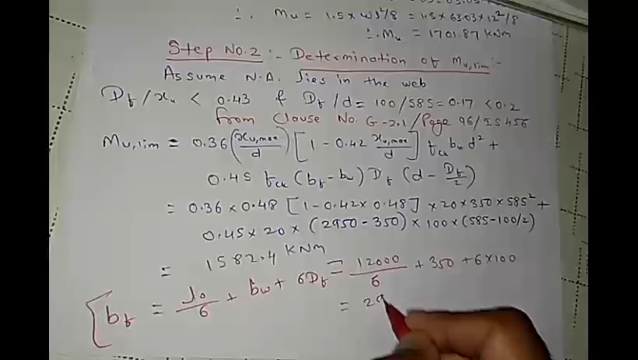 ∴ Mu = 1.5 × wl²/8 = 1.5 × 63.03 × 12²/8
∴ Mu = 1701.87 KNm
Step No.2 :- Determination of Mu,lim :-
Assume N.A. lies in the web
Df/xu < 0.43 & Df/d = 100/585 = 0.17 < 0.2
from Clause No. G-2.1/Page 96/IS 456
Mu,lim = 0.36 (xu,max/d) [1 - 0.42 xu,max/d] fck bw d² +
0.45 fck (bf - bw) Df (d - Df/2)
= 0.36 × 0.48 [1 - 0.42 × 0.48] × 20 × 350 × 585² +
0.45 × 20 × (2950 - 350) × 100 × (585 - 100/2)
= 1582.4 KNm
[bf = lo/6 + bw + 6Df = 12000/6 + 350 + 6×100
= 29